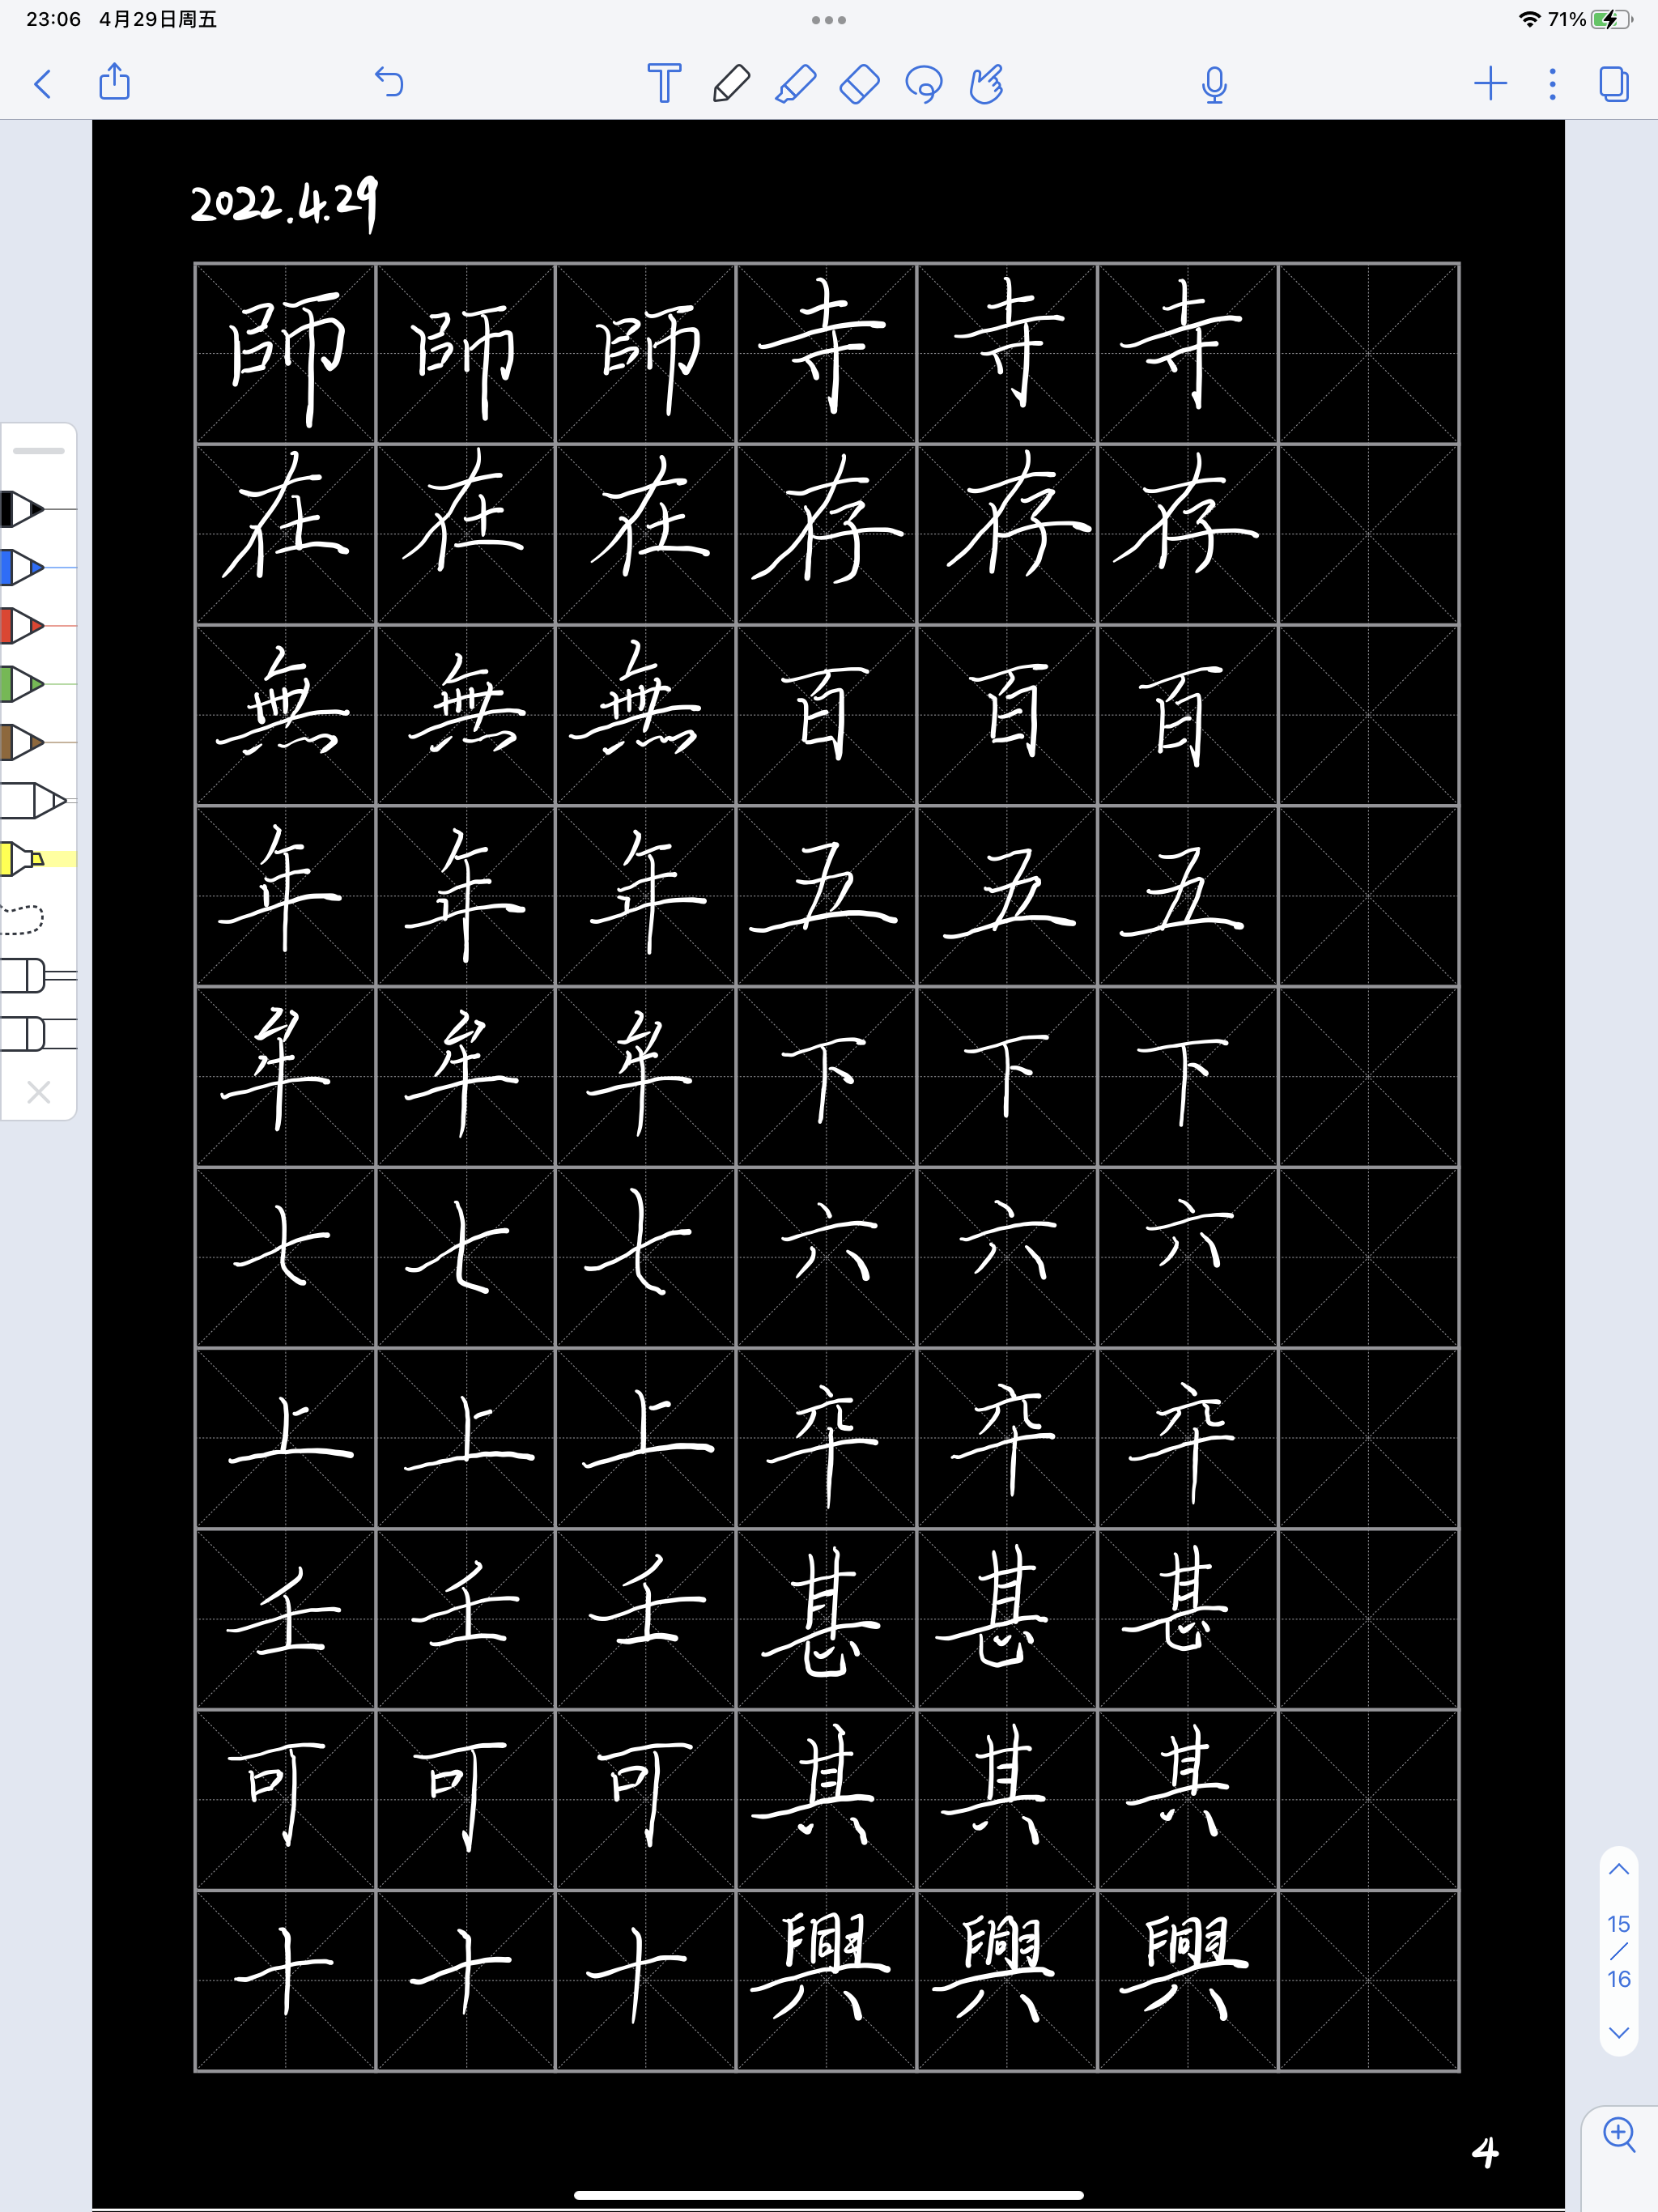 23:06 4月29日周五 71%
2022.4.29
師 師 師 寺 寺 寺
在 在 在 存 存 存
無 無 無 百 百 百
年 年 年 五 五 五
牟 牟 牟 下 下 下
七 七 七 六 六 六
上 上 上 卒 卒 卒
壬 壬 壬 甚 甚 甚
可 可 可 其 其 其
十 十 十 興 興 興
15
/
16
4